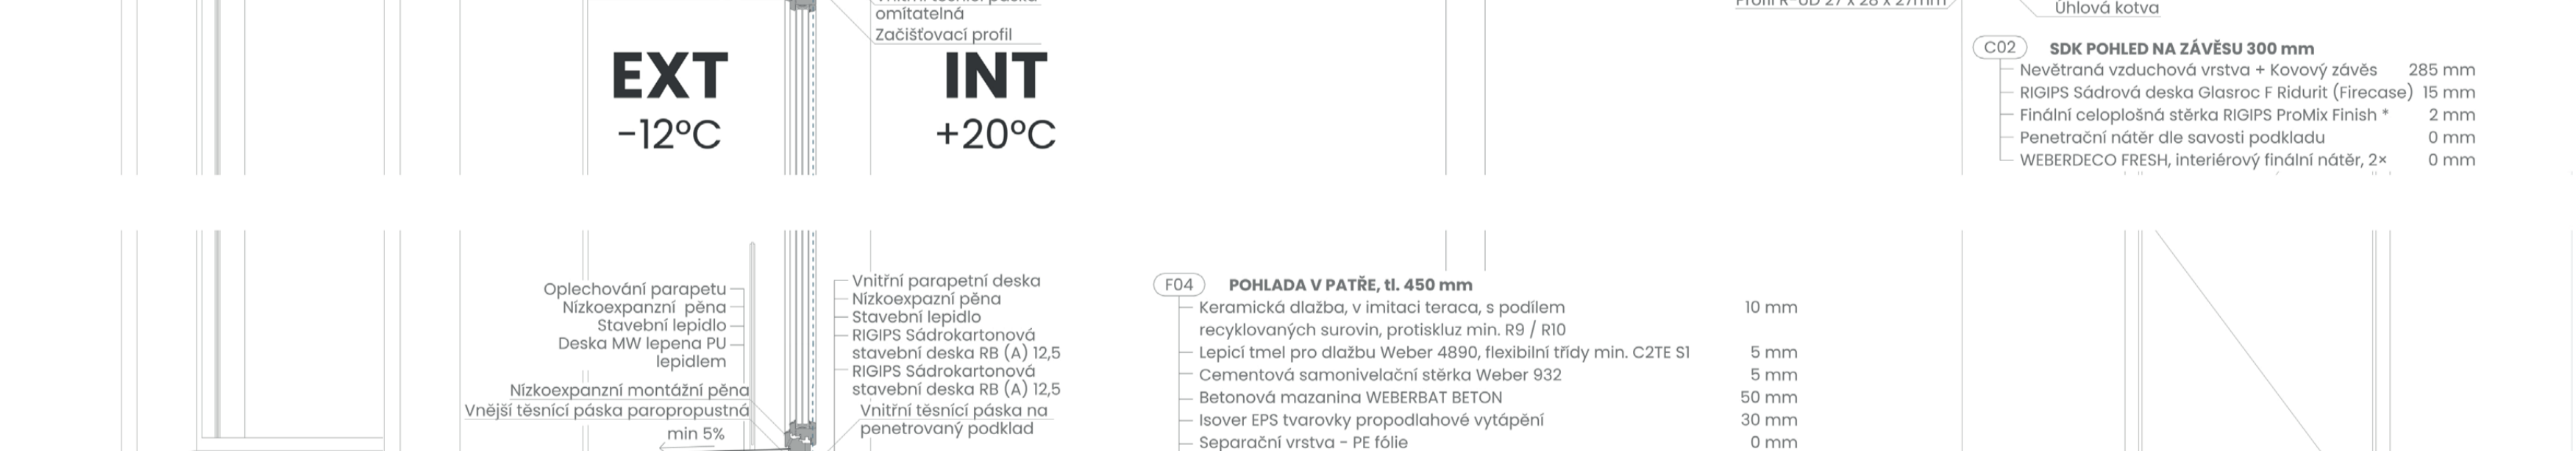 omítatelná
Začišťovací profil
EXT
-12°C
INT
+20°C
Úhlová kotva
C02 SDK POHLED NA ZÁVĚSU 300 mm
Nevětraná vzduchová vrstva + Kovový závěs 285 mm
RIGIPS Sádrová deska Glasroc F Ridurit (Firecase) 15 mm
Finální celoplošná stěrka RIGIPS ProMix Finish * 2 mm
Penetrační nátěr dle savosti podkladu 0 mm
WEBERDECO FRESH, interiérový finální nátěr, 2× 0 mm
Oplechování parapetu
Nízkoexpanzní pěna
Stavební lepidlo
Deska MW lepena PU
lepidlem
Nízkoexpanzní montážní pěna
Vnější těsnící páska paropropustná
min 5%
Vnitřní parapetní deska
Nízkoexpazní pěna
Stavební lepidlo
RIGIPS Sádrokartonová
stavební deska RB (A) 12,5
RIGIPS Sádrokartonová
stavební deska RB (A) 12,5
Vnitřní těsnící páska na
penetrovaný podklad
F04 POHLADA V PATŘE, tl. 450 mm
Keramická dlažba, v imitaci teraca, s podílem 10 mm
recyklovaných surovin, protiskluz min. R9 / R10
Lepicí tmel pro dlažbu Weber 4890, flexibilní třídy min. C2TE S1 5 mm
Cementová samonivelační stěrka Weber 932 5 mm
Betonová mazanina WEBERBAT BETON 50 mm
Isover EPS tvarovky propodlahové vytápění 30 mm
Separační vrstva - PE fólie 0 mm